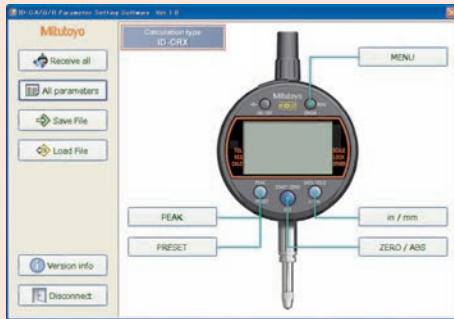 ID-CA/G/R Parameter Setting Software Ver.1.0
Mitutoyo
Receive all
All parameters
Save File
Load File
Version info
Disconnect
Calculation type
ID-CRX
MENU
Mitutoyo
PEAK
PRESET
in / mm
ZERO / ABS